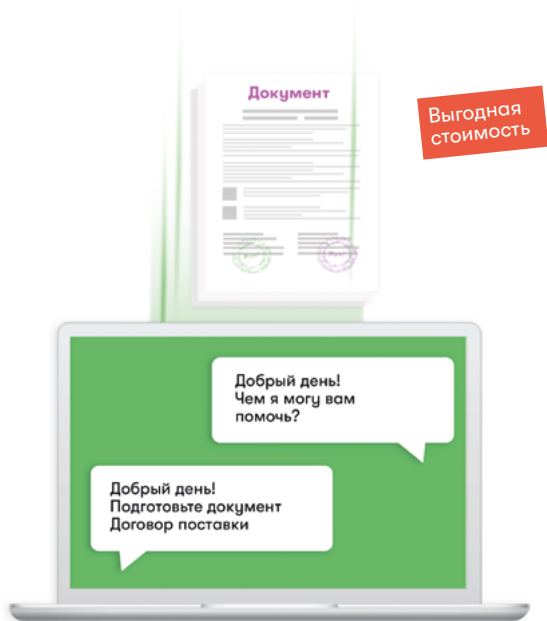 Документ
Выгодная
стоимость
Добрый день!
Чем я могу вам
помочь?
Добрый день!
Подготовьте документ
Договор поставки